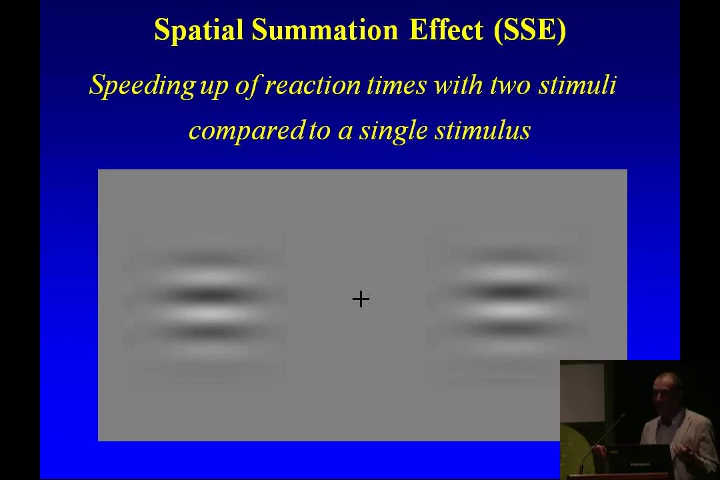 Spatial Summation Effect (SSE)
Speeding up of reaction times with two stimuli
compared to a single stimulus